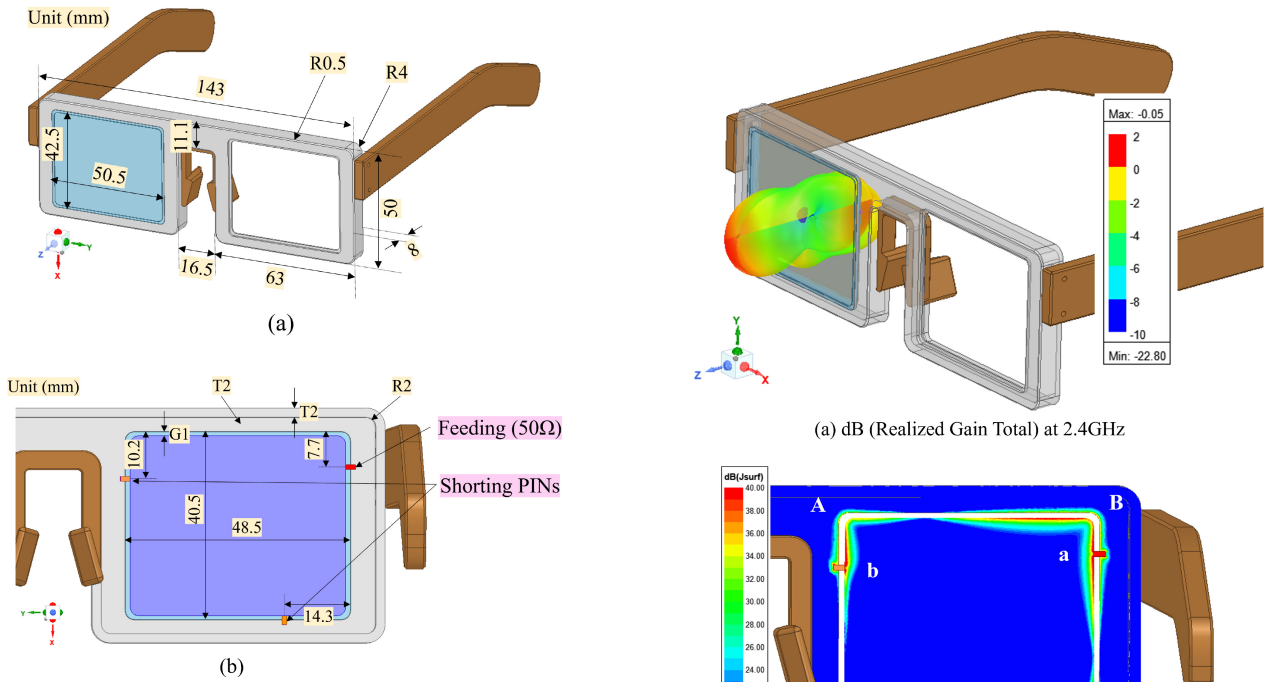 Unit (mm)
R0.5
R4
143
11.1
42.5
50.5
50
8
16.5
63
Z
Y
X
(a)
Unit (mm)
T2
R2
T2
G1
10.2
7.7
Feeding (50Ω)
Shorting PINs
40.5
48.5
14.3
Y
X
(b)
Max: -0.05
2
0
-2
-4
-6
-8
-10
Min: -22.80
Y
Z
X
(a) dB (Realized Gain Total) at 2.4GHz
dB(Jsurf)
40.00
38.00
36.00
34.00
32.00
30.00
28.00
26.00
24.00
A
B
a
b